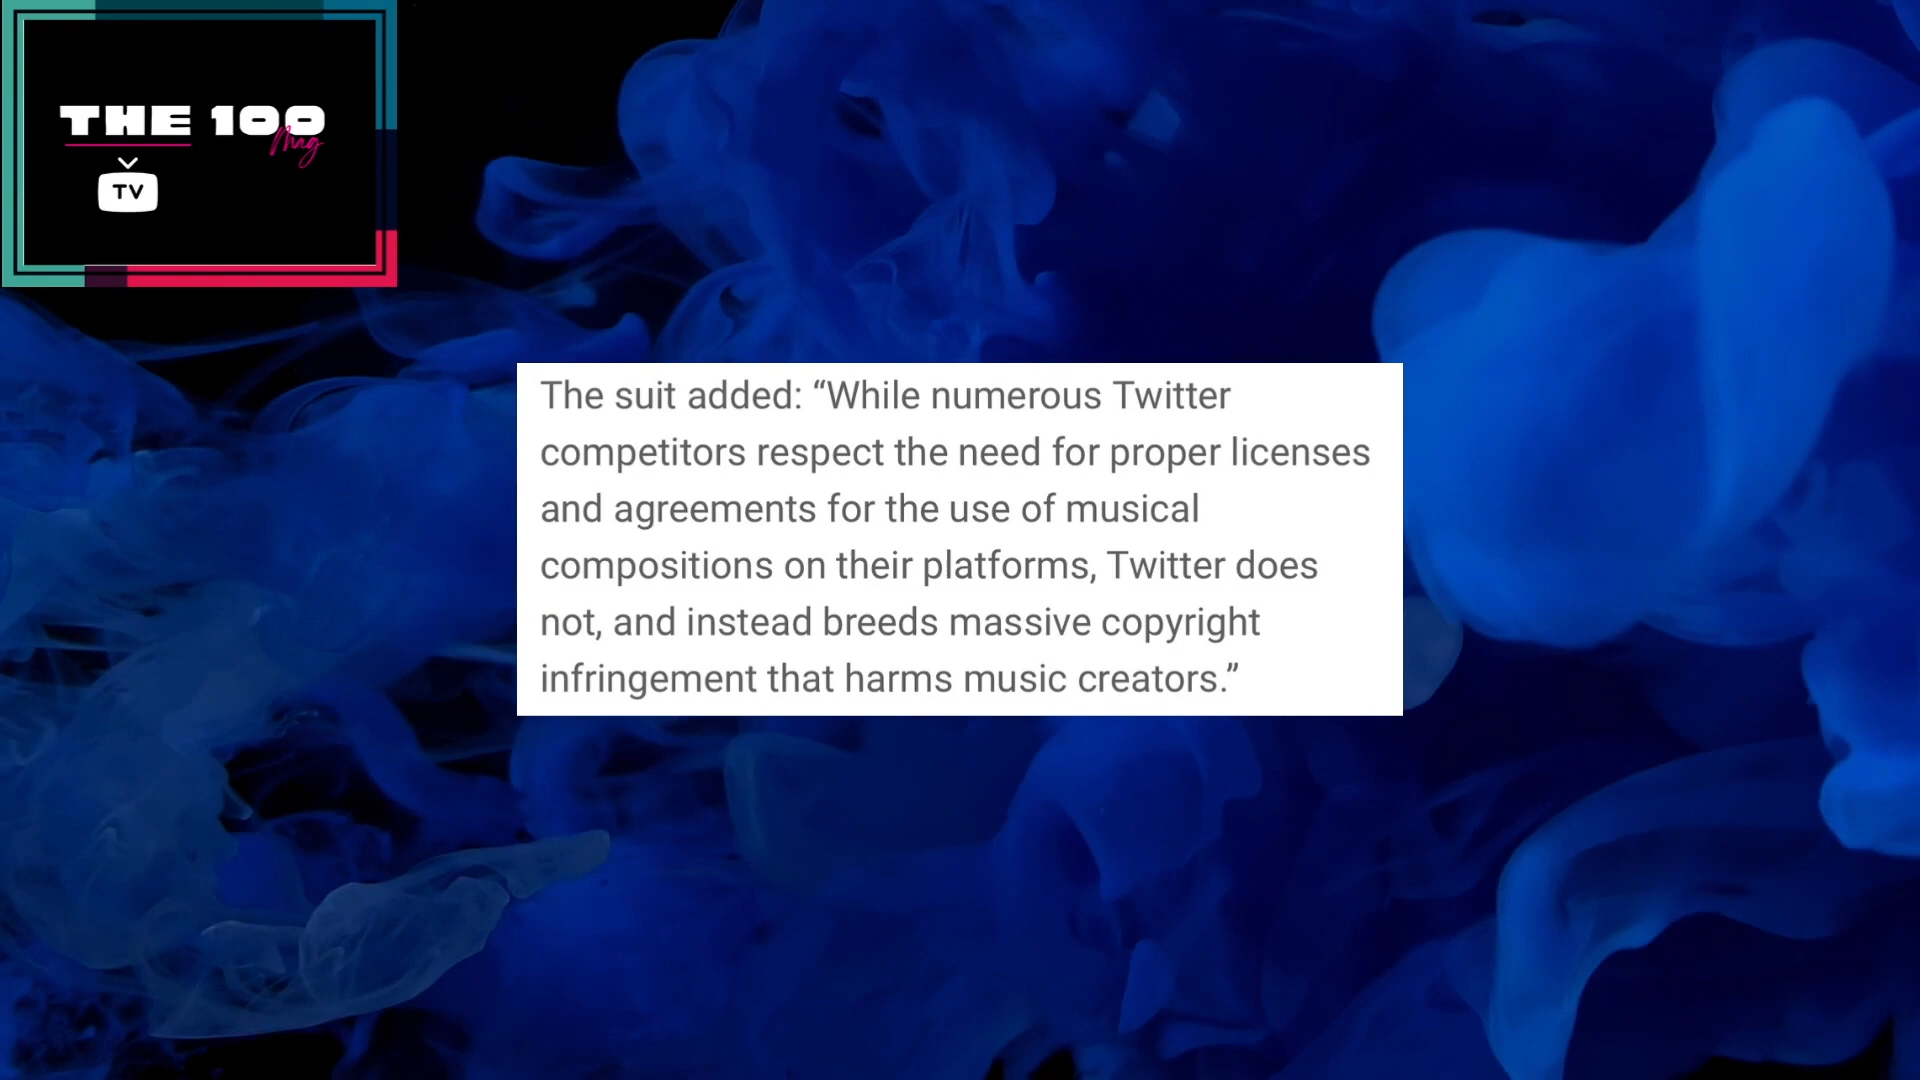 THE 100
Mag
TV
The suit added: “While numerous Twitter
competitors respect the need for proper licenses
and agreements for the use of musical
compositions on their platforms, Twitter does
not, and instead breeds massive copyright
infringement that harms music creators.”